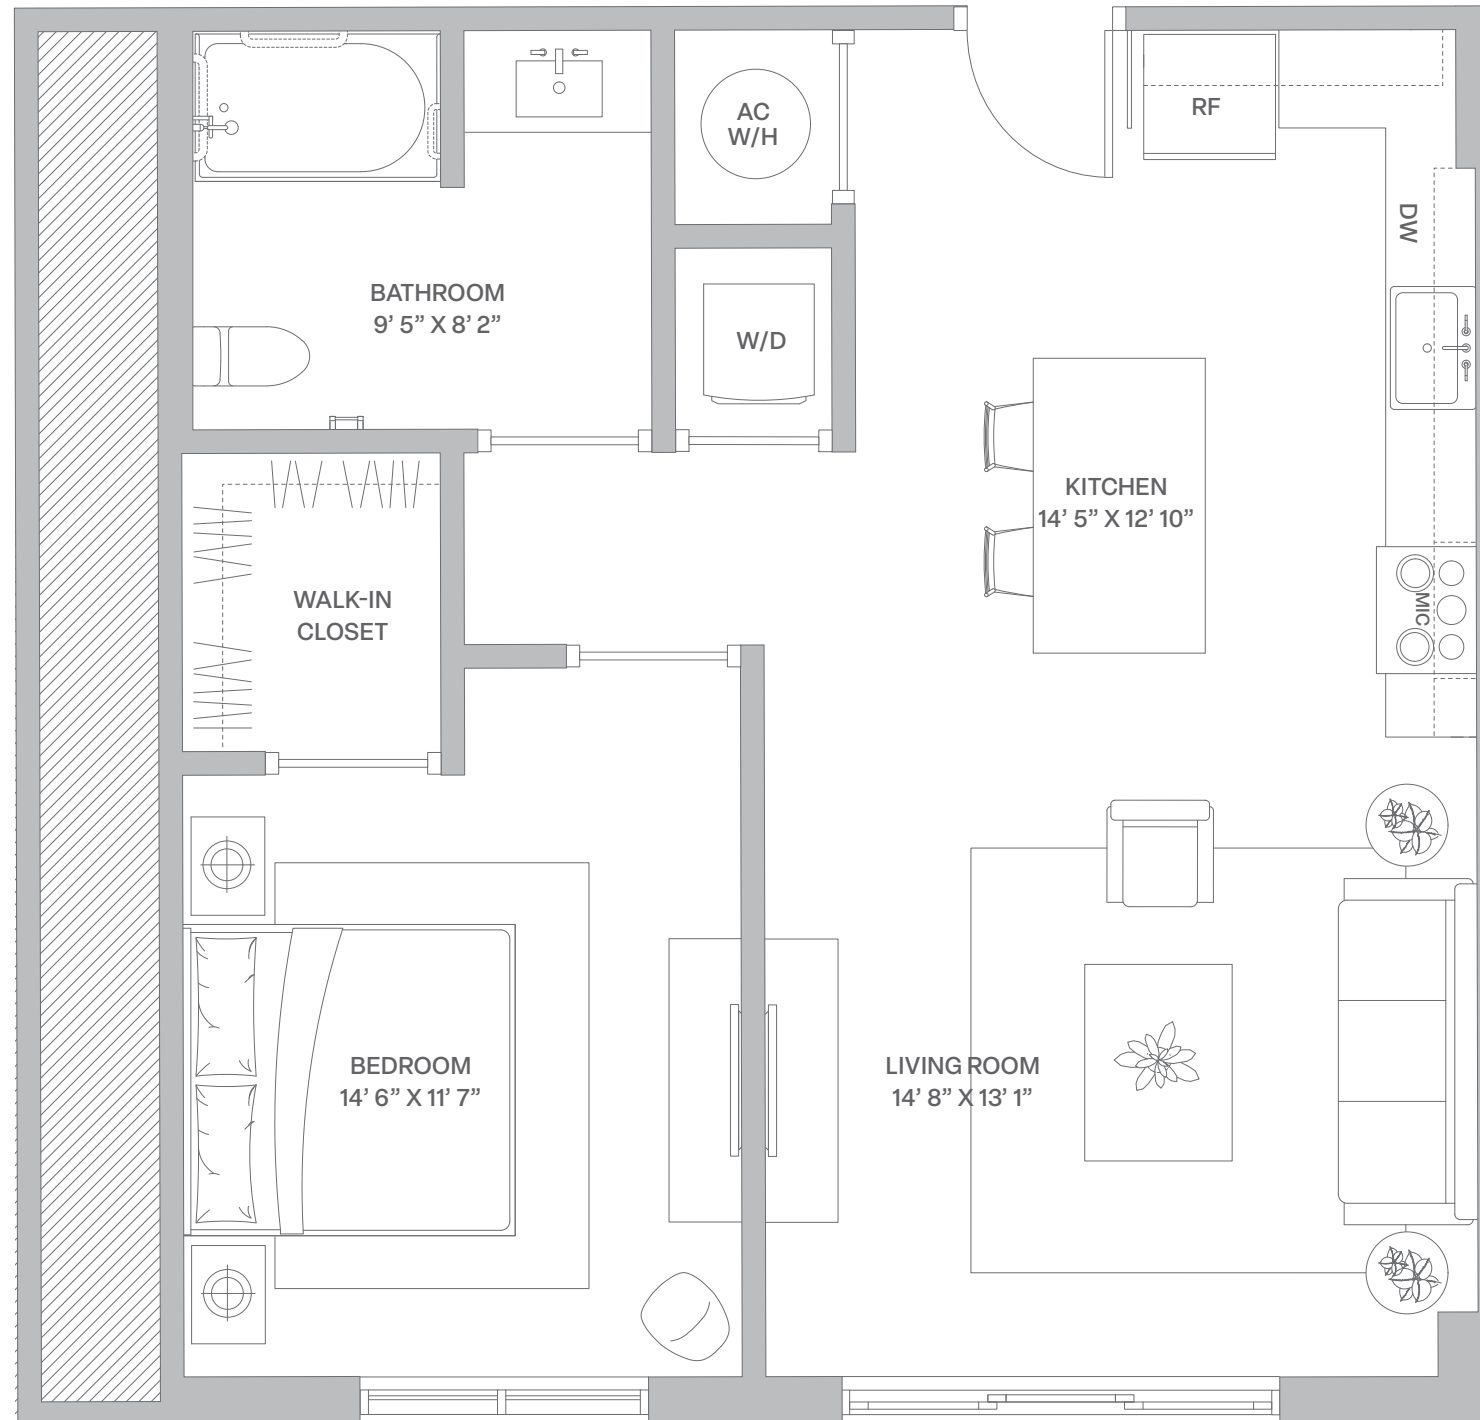 AC
W/H
RF
DW
BATHROOM
9’ 5” X 8’ 2”
W/D
KITCHEN
14’ 5” X 12’ 10”
WALK-IN
CLOSET
MIC
BEDROOM
14’ 6” X 11’ 7”
LIVING ROOM
14’ 8” X 13’ 1”